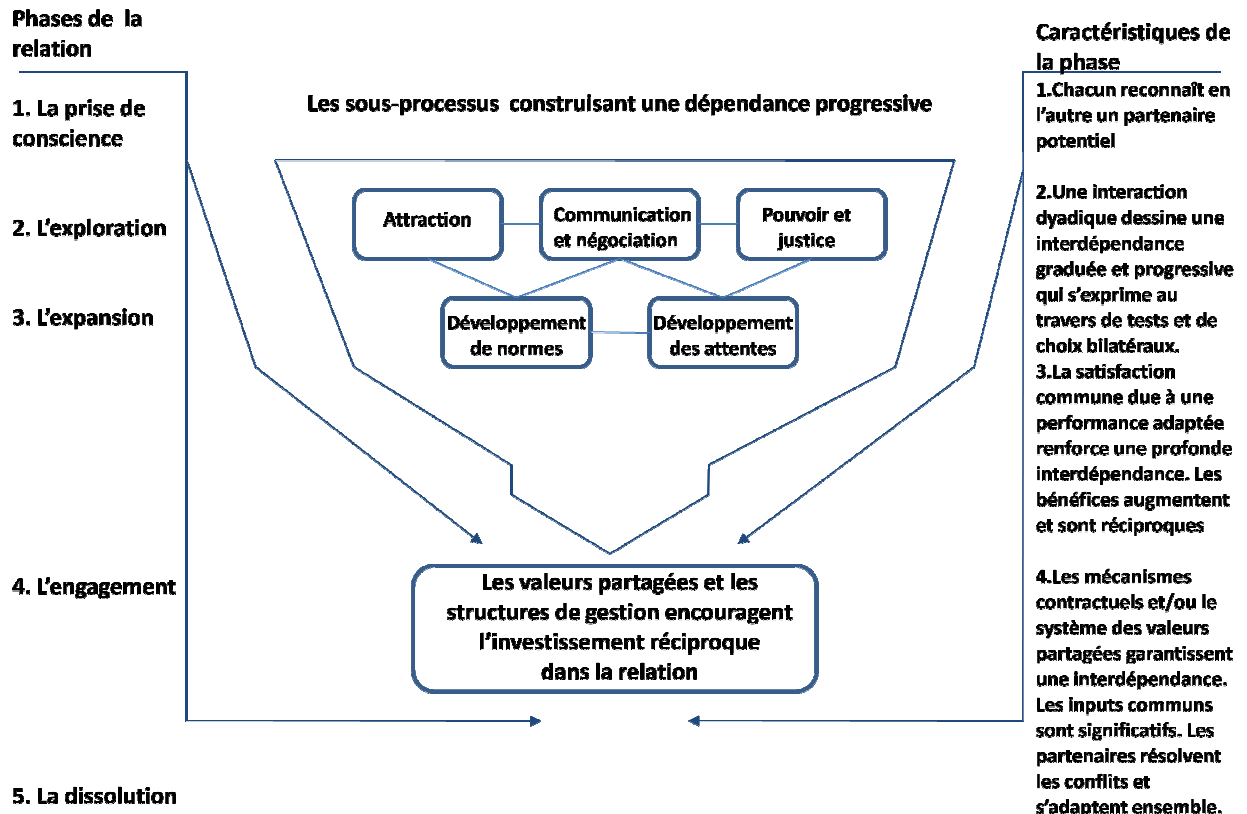 Phases de la
relation
1. La prise de
conscience
2. L'exploration
3. L'expansion
4. L'engagement
5. La dissolution
Les sous-processus construisant une dépendance progressive
Attraction
Communication
et négociation
Pouvoir et
justice
Développement
de normes
Développement
des attentes
Les valeurs partagées et les
structures de gestion encouragent
l'investissement réciproque
dans la relation
Caractéristiques de
la phase
1.Chacun reconnaît en
l'autre un partenaire
potentiel
2.Une interaction
dyadique dessine une
interdépendance
graduée et progressive
qui s'exprime au
travers de tests et de
choix bilatéraux.
3.La satisfaction
commune due à une
performance adaptée
renforce une profonde
interdépendance. Les
bénéfices augmentent
et sont réciproques
4.Les mécanismes
contractuels et/ou le
système des valeurs
partagées garantissent
une interdépendance.
Les inputs communs
sont significatifs. Les
partenaires résolvent
les conflits et
s'adaptent ensemble.